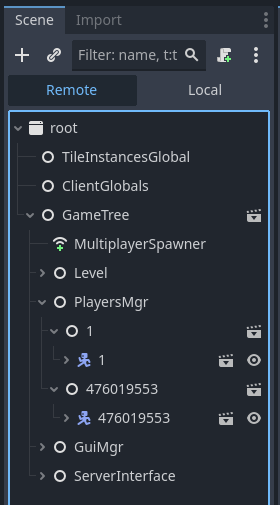 Scene Import
Filter: name, t:t
Remote Local
root
TileInstancesGlobal
ClientGlobals
GameTree
MultiplayerSpawner
Level
PlayersMgr
1
1
476019553
476019553
GuiMgr
ServerInterface